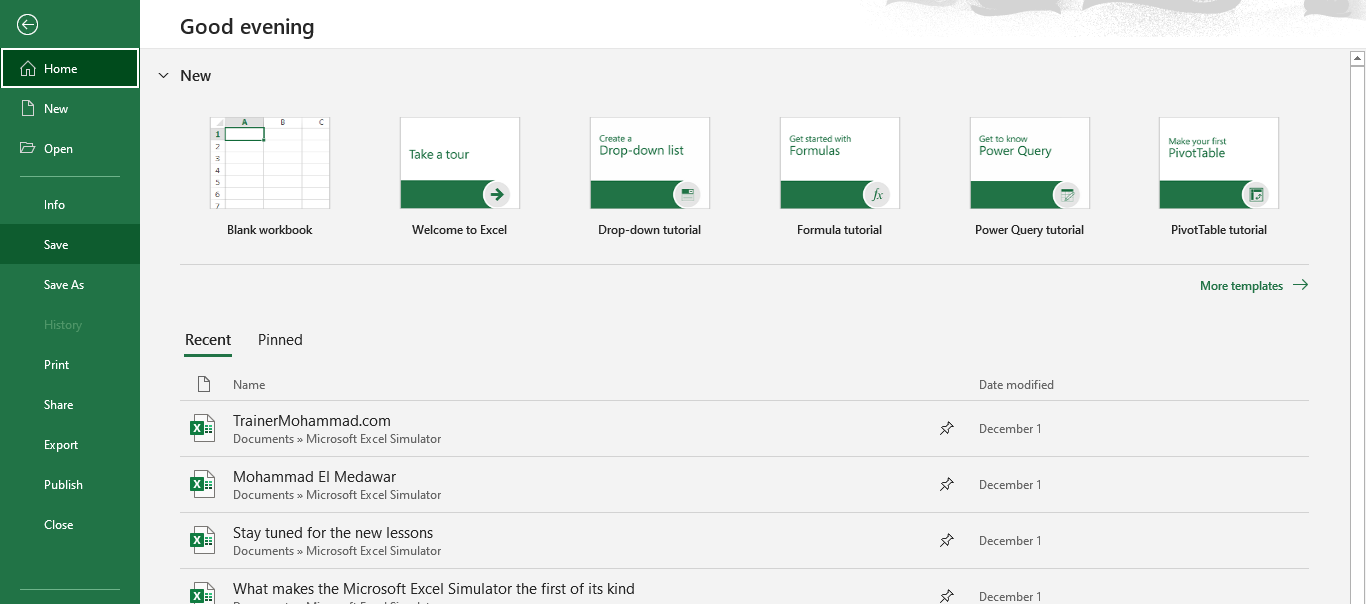 Good evening
Home
New
Open
Info
Save
Save As
History
Print
Share
Export
Publish
Close
New
A B C
1
2
3
4
5
6
7
Blank workbook
Take a tour
Welcome to Excel
Create a
Drop-down list
Drop-down tutorial
Get started with
Formulas
fx
Formula tutorial
Get to know
Power Query
Power Query tutorial
Make your first
PivotTable
PivotTable tutorial
More templates
Recent Pinned
Name Date modified
TrainerMohammad.com
Documents » Microsoft Excel Simulator
December 1
Mohammad El Medawar
Documents » Microsoft Excel Simulator
December 1
Stay tuned for the new lessons
Documents » Microsoft Excel Simulator
December 1
What makes the Microsoft Excel Simulator the first of its kind
Documents » Microsoft Excel Simulator
December 1